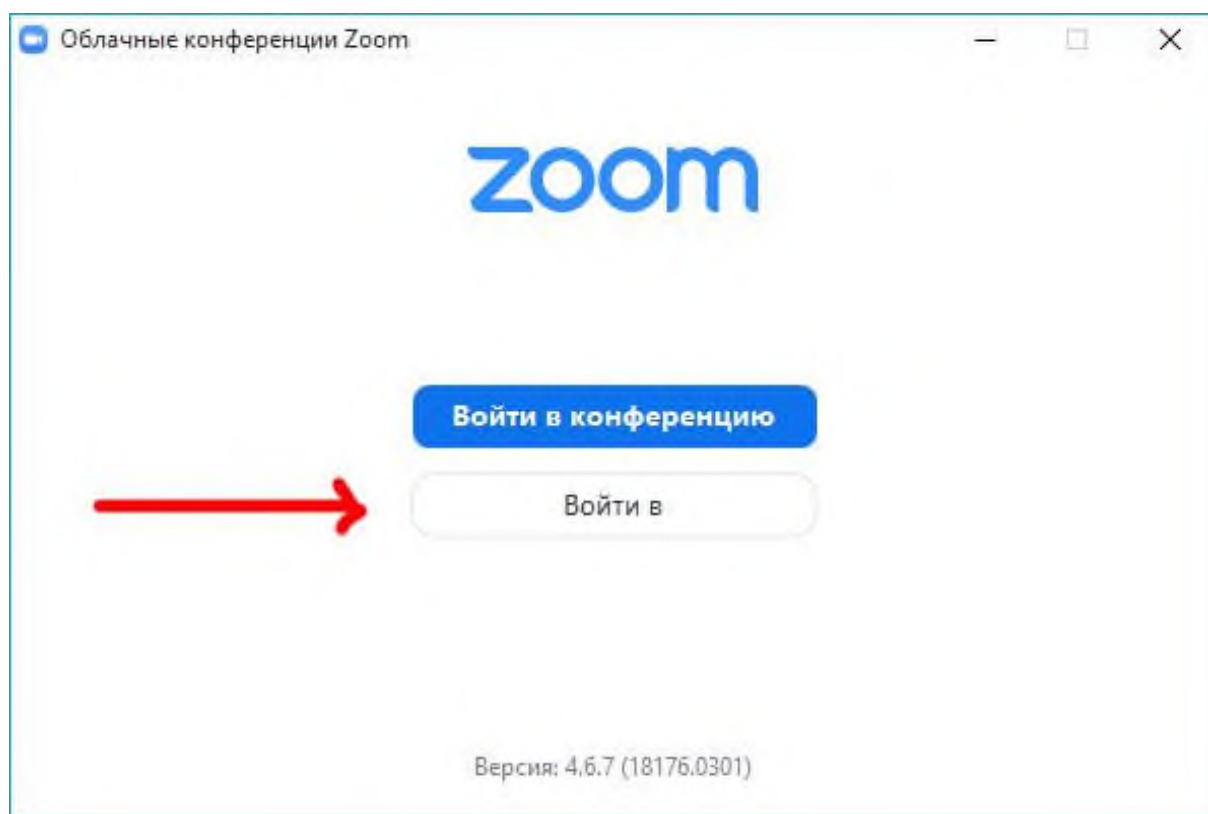 Облачные конференции Zoom
zoom
Войти в конференцию
Войти в
Версия: 4.6.7 (18176.0301)